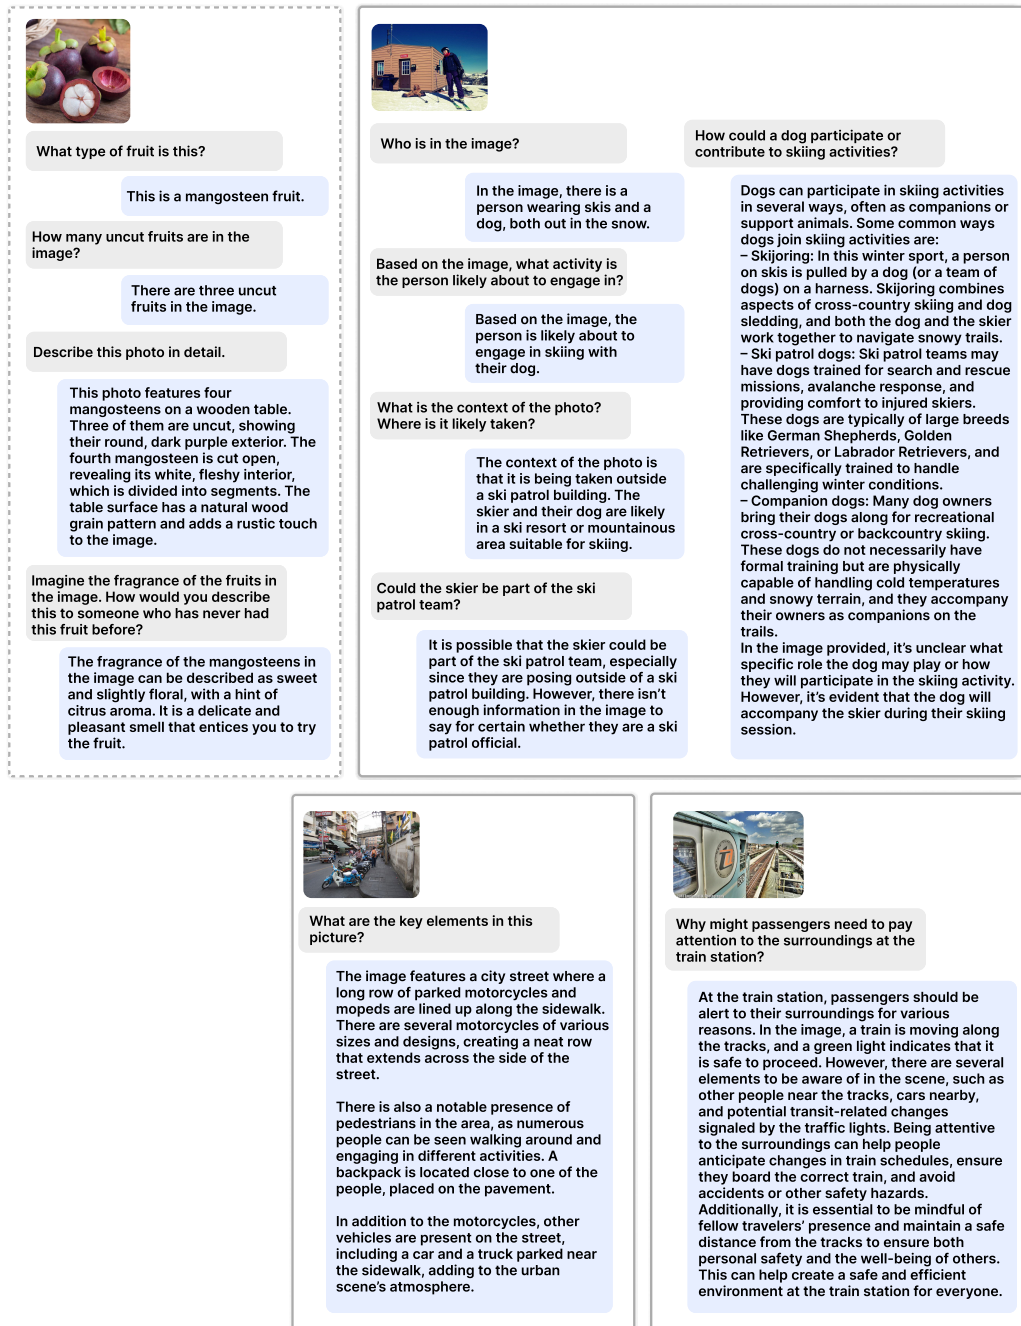 What type of fruit is this?
This is a mangosteen fruit.
How many uncut fruits are in the
image?
There are three uncut
fruits in the image.
Describe this photo in detail.
This photo features four
mangosteens on a wooden table.
Three of them are uncut, showing
their round, dark purple exterior. The
fourth mangosteen is cut open,
revealing its white, fleshy interior,
which is divided into segments. The
table surface has a natural wood
grain pattern and adds a rustic touch
to the image.
Imagine the fragrance of the fruits in
the image. How would you describe
this to someone who has never had
this fruit before?
The fragrance of the mangosteens in
the image can be described as sweet
and slightly floral, with a hint of
citrus aroma. It is a delicate and
pleasant smell that entices you to try
the fruit.
Who is in the image?
In the image, there is a
person wearing skis and a
dog, both out in the snow.
Based on the image, what activity is
the person likely about to engage in?
Based on the image, the
person is likely about to
engage in skiing with
their dog.
What is the context of the photo?
Where is it likely taken?
The context of the photo is
that it is being taken outside
a ski patrol building. The
skier and their dog are likely
in a ski resort or mountainous
area suitable for skiing.
Could the skier be part of the ski
patrol team?
It is possible that the skier could be
part of the ski patrol team, especially
since they are posing outside of a ski
patrol building. However, there isn't
enough information in the image to
say for certain whether they are a ski
patrol official.
How could a dog participate or
contribute to skiing activities?
Dogs can participate in skiing activities
in several ways, often as companions or
support animals. Some common ways
dogs join skiing activities are:
– Skijoring: In this winter sport, a person
on skis is pulled by a dog (or a team of
dogs) on a harness. Skijoring combines
aspects of cross-country skiing and dog
sledding, and both the dog and the skier
work together to navigate snowy trails.
– Ski patrol dogs: Ski patrol teams may
have dogs trained for search and rescue
missions, avalanche response, and
providing comfort to injured skiers.
These dogs are typically of large breeds
like German Shepherds, Golden
Retrievers, or Labrador Retrievers, and
are specifically trained to handle
challenging winter conditions.
– Companion dogs: Many dog owners
bring their dogs along for recreational
cross-country or backcountry skiing.
These dogs do not necessarily have
formal training but are physically
capable of handling cold temperatures
and snowy terrain, and they accompany
their owners as companions on the
trails.
In the image provided, it's unclear what
specific role the dog may play or how
they will participate in the skiing activity.
However, it's evident that the dog will
accompany the skier during their skiing
session.
What are the key elements in this
picture?
The image features a city street where a
long row of parked motorcycles and
mopeds are lined up along the sidewalk.
There are several motorcycles of various
sizes and designs, creating a neat row
that extends across the side of the
street.
There is also a notable presence of
pedestrians in the area, as numerous
people can be seen walking around and
engaging in different activities. A
backpack is located close to one of the
people, placed on the pavement.
In addition to the motorcycles, other
vehicles are present on the street,
including a car and a truck parked near
the sidewalk, adding to the urban
scene's atmosphere.
Why might passengers need to pay
attention to the surroundings at the
train station?
At the train station, passengers should be
alert to their surroundings for various
reasons. In the image, a train is moving along
the tracks, and a green light indicates that it
is safe to proceed. However, there are several
elements to be aware of in the scene, such as
other people near the tracks, cars nearby,
and potential transit-related changes
signaled by the traffic lights. Being attentive
to the surroundings can help people
anticipate changes in train schedules, ensure
they board the correct train, and avoid
accidents or other safety hazards.
Additionally, it is essential to be mindful of
fellow travelers' presence and maintain a safe
distance from the tracks to ensure both
personal safety and the well-being of others.
This can help create a safe and efficient
environment at the train station for everyone.